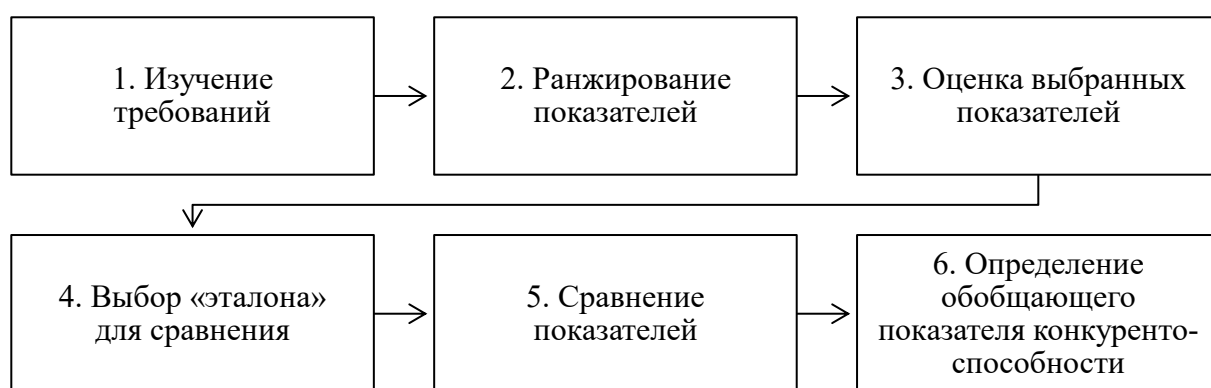 1. Изучение
требований
2. Ранжирование
показателей
3. Оценка выбранных
показателей
4. Выбор «эталона»
для сравнения
5. Сравнение
показателей
6. Определение
обобщающего
показателя конкуренто-
способности